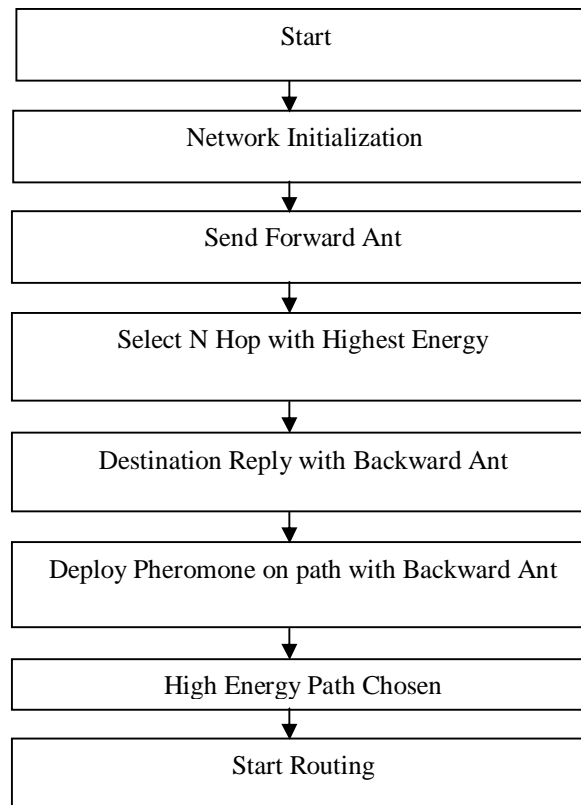 Start
Network Initialization
Send Forward Ant
Select N Hop with Highest Energy
Destination Reply with Backward Ant
Deploy Pheromone on path with Backward Ant
High Energy Path Chosen
Start Routing